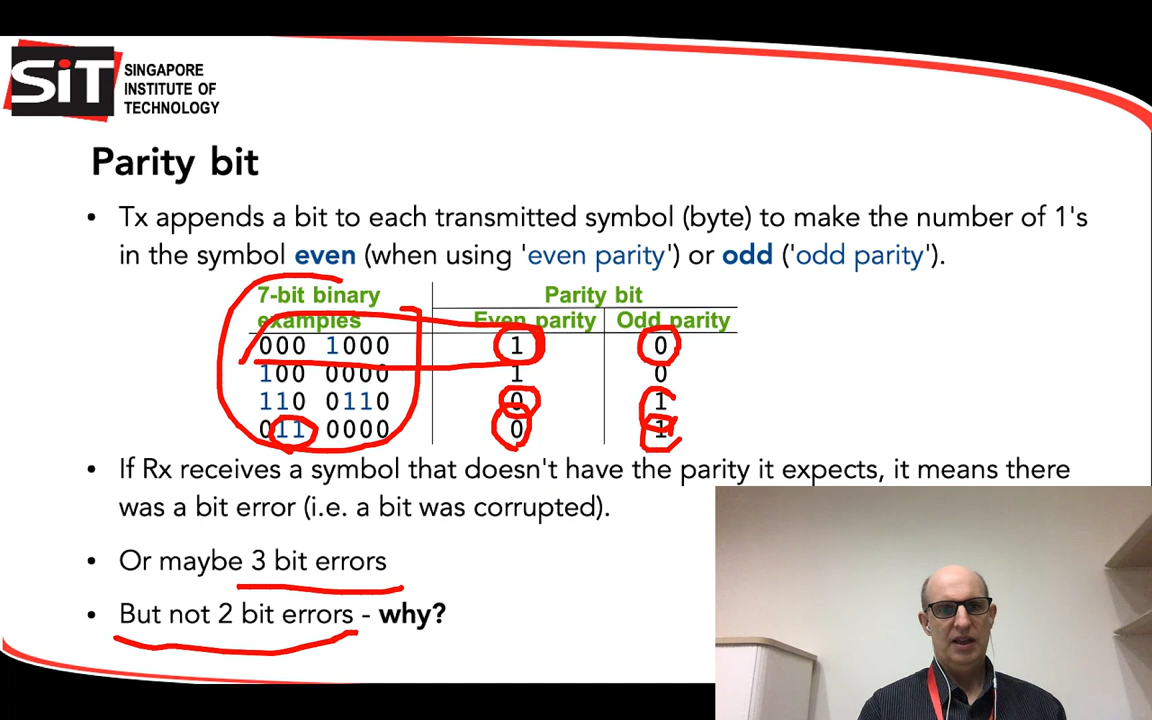 SiT
SINGAPORE
INSTITUTE OF
TECHNOLOGY
Parity bit
• Tx appends a bit to each transmitted symbol (byte) to make the number of 1's
in the symbol even (when using 'even parity') or odd ('odd parity').
7-bit binary Parity bit
examples Even parity Odd parity
000 1000 1 0
100 0000 1 0
110 0110 0 1
011 0000 0 1
• If Rx receives a symbol that doesn't have the parity it expects, it means there
was a bit error (i.e. a bit was corrupted).
• Or maybe 3 bit errors
• But not 2 bit errors - why?